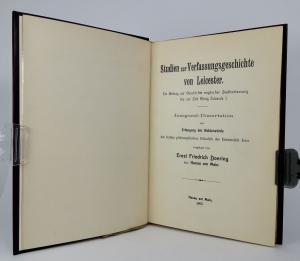 Studien zur Verfassungsgeschichte
von Leicester.
Ein Beitrag zur Geschichte englischer Stadtverfassung
bis zur Zeit König Eduards I.
Inaugural-Dissertation
zur
Erlangung der Doktorwürde
der hohen philosophischen Fakultät der Universität Jena
vorgelegt von
Ernst Friedrich Doering
aus Hanau am Main.
Hanau am Main,